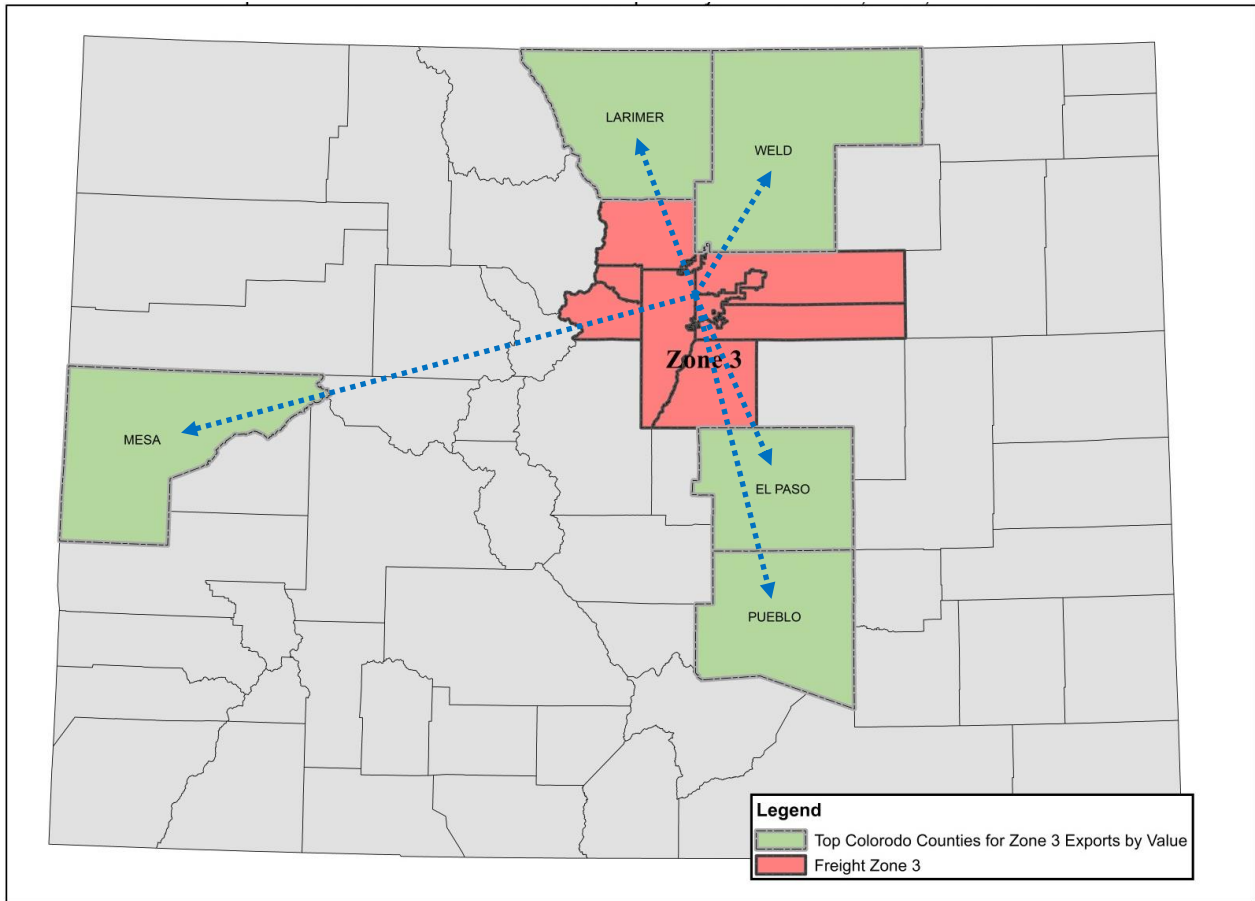 LARIMER
WELD
Zone 3
MESA
EL PASO
PUEBLO
Legend
Top Colorodo Counties for Zone 3 Exports by Value
Freight Zone 3